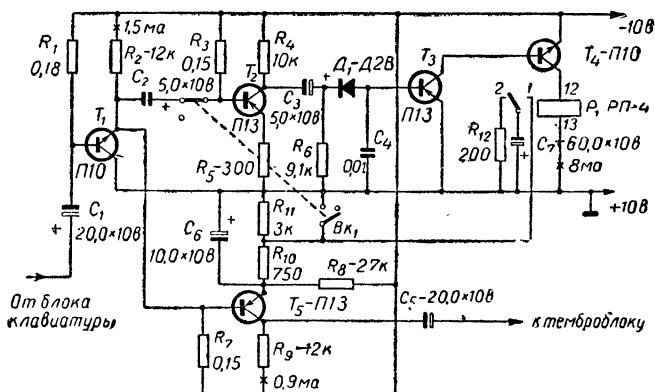 -10в
1,5ма
R₁
0,18
R₂-12к
R₃
0,15
R₄
10к
C₂
5,0×10в
T₂
П13
C₃
5,0×10в
Д₁-Д2В
T₃
П13
T₄-П10
12
P₁ РП-4
13
2
1
R₁₂
200
C₇
60,0×10в
8ма
T₁
П10
R₅-300
R₆
9,1к
C₄
0,01
+10в
C₁
20,0×10в
C₆
10,0×10в
R₁₁
3к
Вк₁
R₁₀
750
R₈-27к
От блока
клавиатуры
T₅-П13
C₅-20,0×10в
к темброблоку
R₇
0,15
R₉-12к
0,9ма